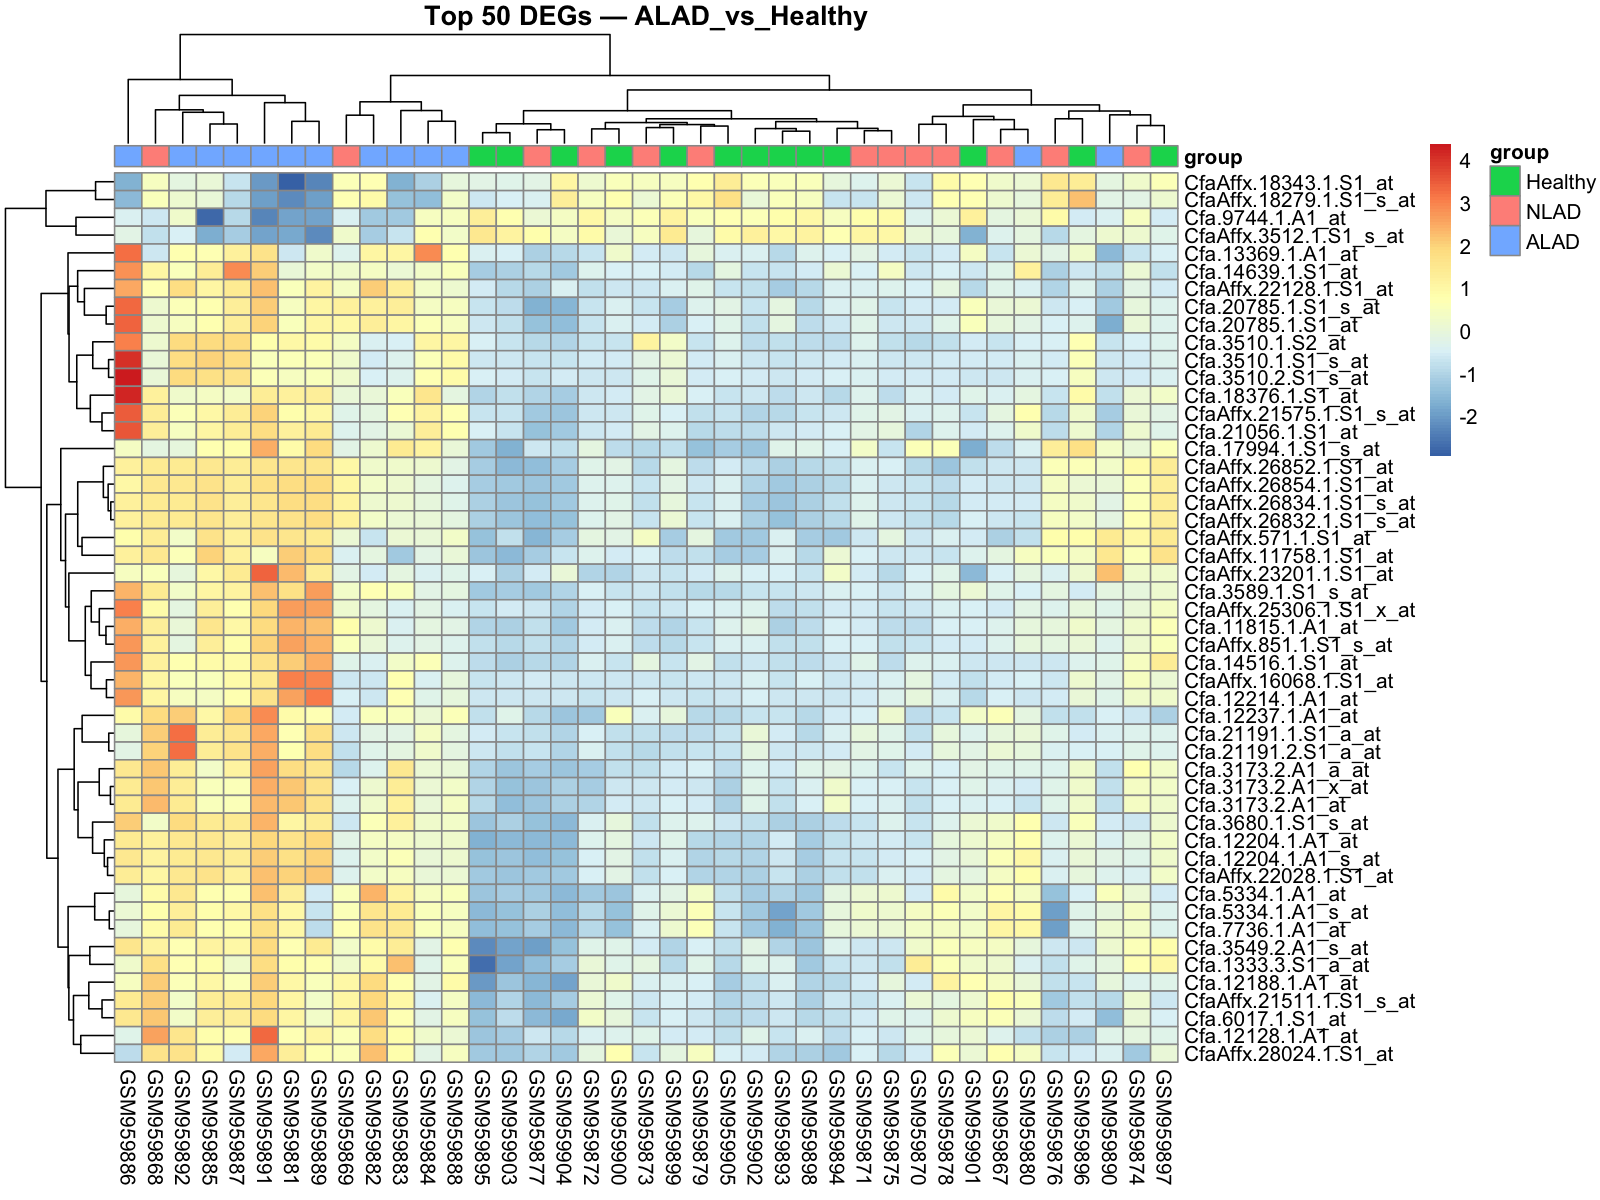 Top 50 DEGs — ALAD_vs_Healthy
group
CfaAffx.18343.1.S1_at
CfaAffx.18279.1.S1_s_at
Cfa.9744.1.A1_at
CfaAffx.3512.1.S1_s_at
Cfa.13369.1.A1_at
Cfa.14639.1.S1_at
CfaAffx.22128.1.S1_at
Cfa.20785.1.S1_s_at
Cfa.20785.1.S1_at
Cfa.3510.1.S2_at
Cfa.3510.1.S1_s_at
Cfa.3510.2.S1_s_at
Cfa.18376.1.S1_at
CfaAffx.21575.1.S1_s_at
Cfa.21056.1.S1_at
Cfa.17994.1.S1_s_at
CfaAffx.26852.1.S1_at
CfaAffx.26854.1.S1_at
CfaAffx.26834.1.S1_s_at
CfaAffx.26832.1.S1_s_at
CfaAffx.571.1.S1_at
CfaAffx.11758.1.S1_at
CfaAffx.23201.1.S1_at
Cfa.3589.1.S1_s_at
CfaAffx.25306.1.S1_x_at
Cfa.11815.1.A1_at
CfaAffx.851.1.S1_s_at
Cfa.14516.1.S1_at
CfaAffx.16068.1.S1_at
Cfa.12214.1.A1_at
Cfa.12237.1.A1_at
Cfa.21191.1.S1_a_at
Cfa.21191.2.S1_a_at
Cfa.3173.2.A1_a_at
Cfa.3173.2.A1_x_at
Cfa.3173.2.A1_at
Cfa.3680.1.S1_s_at
Cfa.12204.1.A1_at
Cfa.12204.1.A1_s_at
CfaAffx.22028.1.S1_at
Cfa.5334.1.A1_at
Cfa.5334.1.A1_s_at
Cfa.7736.1.A1_at
Cfa.3549.2.A1_s_at
Cfa.1333.3.S1_a_at
Cfa.12188.1.A1_at
CfaAffx.21511.1.S1_s_at
Cfa.6017.1.S1_at
Cfa.12128.1.A1_at
CfaAffx.28024.1.S1_at
4
3
2
1
0
-1
-2
group
Healthy
NLAD
ALAD
GSM959886
GSM959868
GSM959892
GSM959885
GSM959887
GSM959891
GSM959881
GSM959889
GSM959869
GSM959882
GSM959883
GSM959884
GSM959888
GSM959895
GSM959903
GSM959877
GSM959904
GSM959872
GSM959900
GSM959873
GSM959899
GSM959879
GSM959905
GSM959902
GSM959893
GSM959898
GSM959894
GSM959871
GSM959875
GSM959870
GSM959878
GSM959901
GSM959867
GSM959880
GSM959876
GSM959896
GSM959890
GSM959874
GSM959897